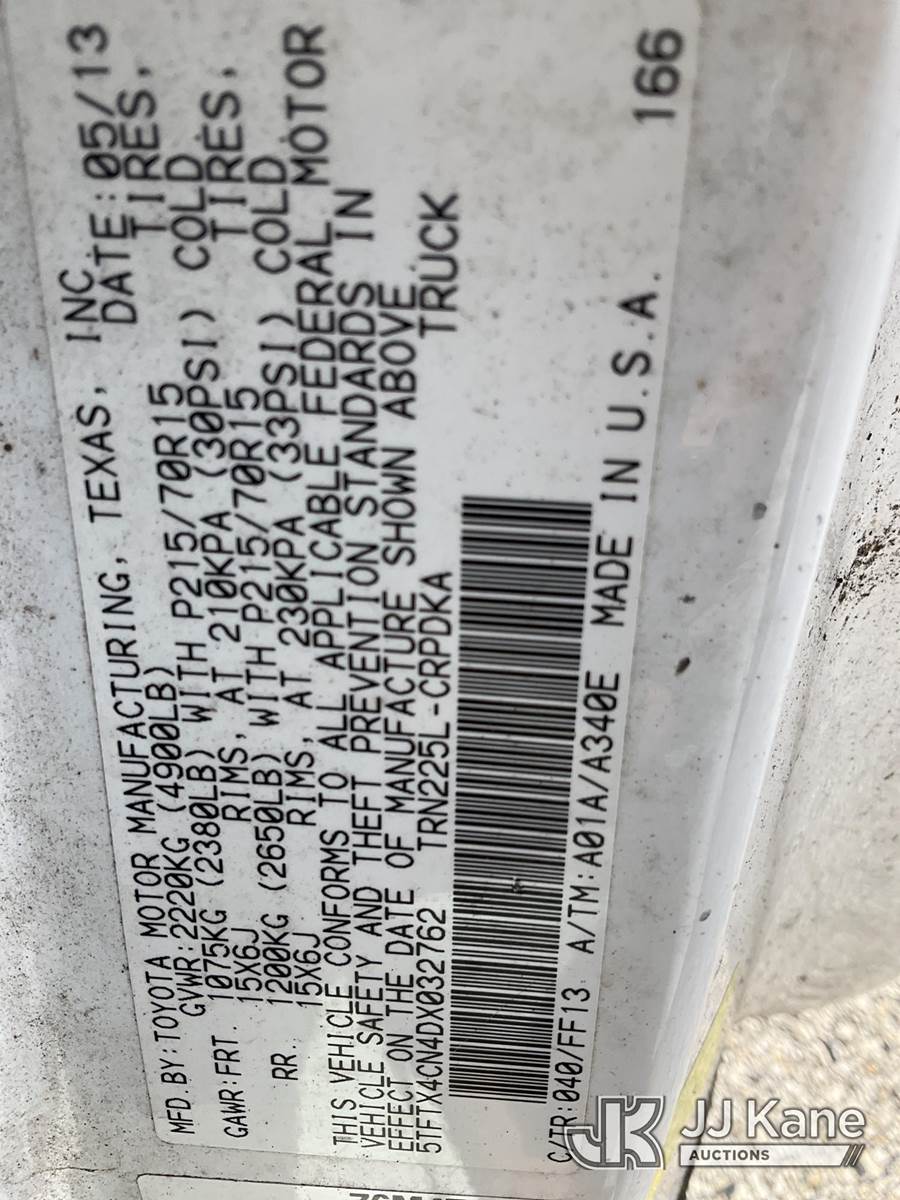 MFD BY:TOYOTA MOTOR MANUFACTURING, TEXAS, INC.
GVWR:2220KG (4900LB) DATE:05/13
GAWR:FRT. 1075KG (2380LB) WITH P215/70R15 TIRES,
15X6J RIMS, AT 210KPA (30PSI) COLD
RR. 1200KG (2650LB) WITH P215/70R15 TIRES,
15X6J RIMS, AT 230KPA (33PSI) COLD
THIS VEHICLE CONFORMS TO ALL APPLICABLE FEDERAL MOTOR
VEHICLE SAFETY AND THEFT PREVENTION STANDARDS IN
EFFECT ON THE DATE OF MANUFACTURE SHOWN ABOVE.
5TFTX4CN4DX032762 TRN225L-CRPDKA TRUCK
C/TR:040/FF13 A/TM:A01A/A340E MADE IN U.S.A. 166
JK JJ Kane
AUCTIONS